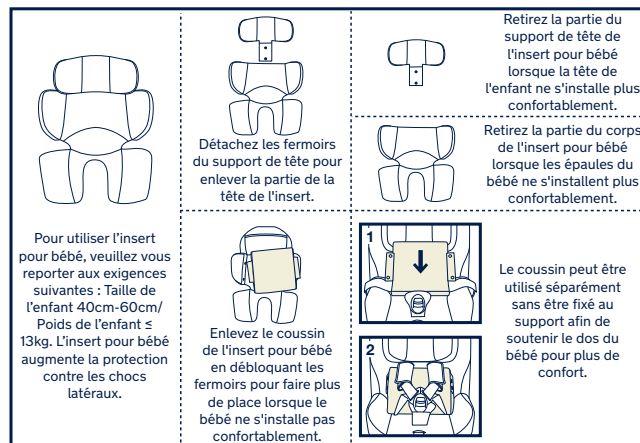 Pour utiliser l’insert
pour bébé, veuillez vous
reporter aux exigences
suivantes : Taille de
l’enfant 40cm-60cm/
Poids de l’enfant ≤
13kg. L’insert pour bébé
augmente la protection
contre les chocs
latéraux.
Détachez les fermoirs
du support de tête pour
enlever la partie de la
tête de l'insert.
Enlevez le coussin
de l'insert pour bébé
en débloquant les
fermoirs pour faire plus
de place lorsque le
bébé ne s'installe pas
confortablement.
Retirez la partie du
support de tête de
l'insert pour bébé
lorsque la tête de
l'enfant ne s'installe plus
confortablement.
Retirez la partie du corps
de l'insert pour bébé
lorsque les épaules du
bébé ne s'installent plus
confortablement.
1
2
Le coussin peut être
utilisé séparément
sans être fixé au
support afin de
soutenir le dos du
bébé pour plus de
confort.